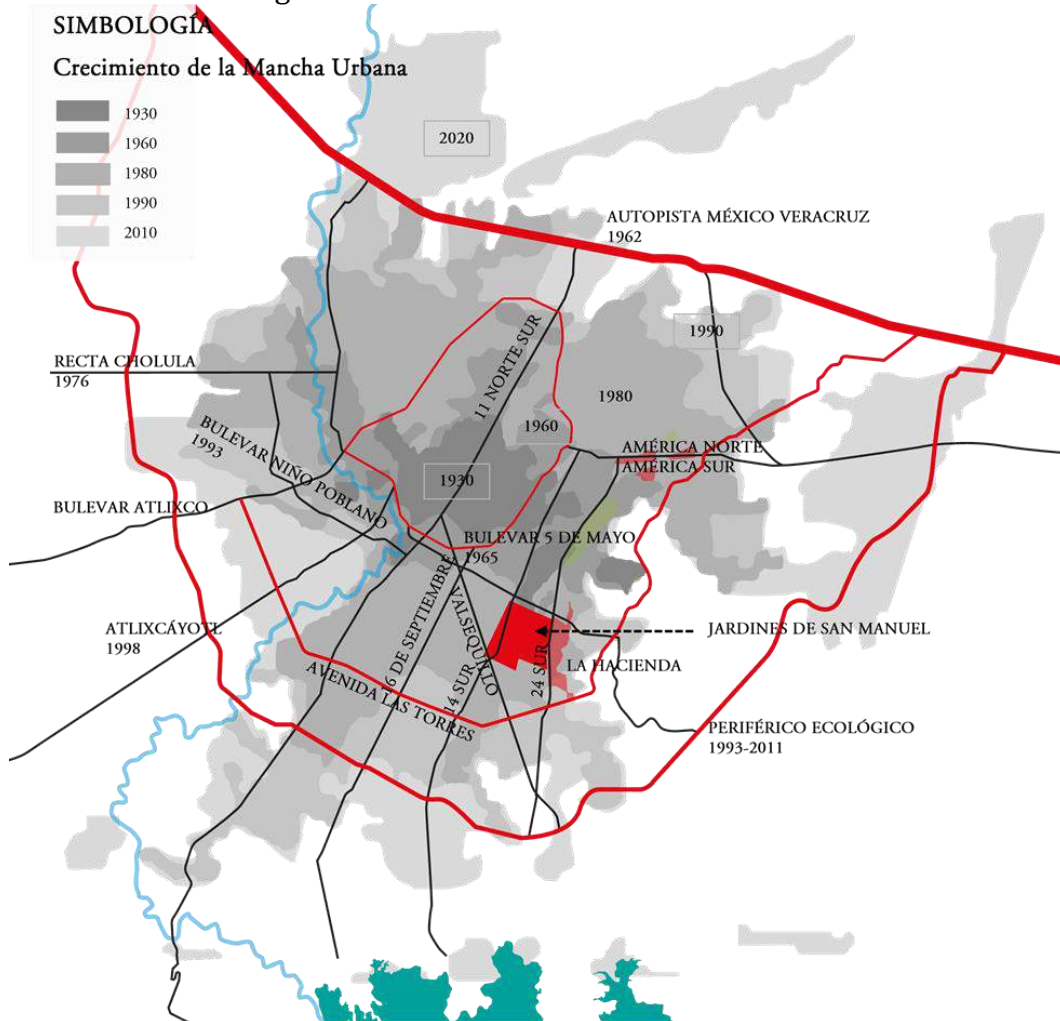 SIMBOLOGÍA
Crecimiento de la Mancha Urbana
1930
1960
1980
1990
2010
2020
AUTOPISTA MÉXICO VERACRUZ
1962
1990
RECTA CHOLULA
1976
11 NORTE SUR
1980
1960
BULEVAR NIÑO POBLANO
1993
AMÉRICA NORTE
AMÉRICA SUR
1930
BULEVAR ATLIXCO
BULEVAR 5 DE MAYO
1965
16 DE SEPTIEMBRE
VALSEQUILLO
ATLIXCÁYOTL
1998
JARDINES DE SAN MANUEL
LA HACIENDA
24 SUR
14 SUR
AVENIDA LAS TORRES
PERIFÉRICO ECOLÓGICO
1993-2011